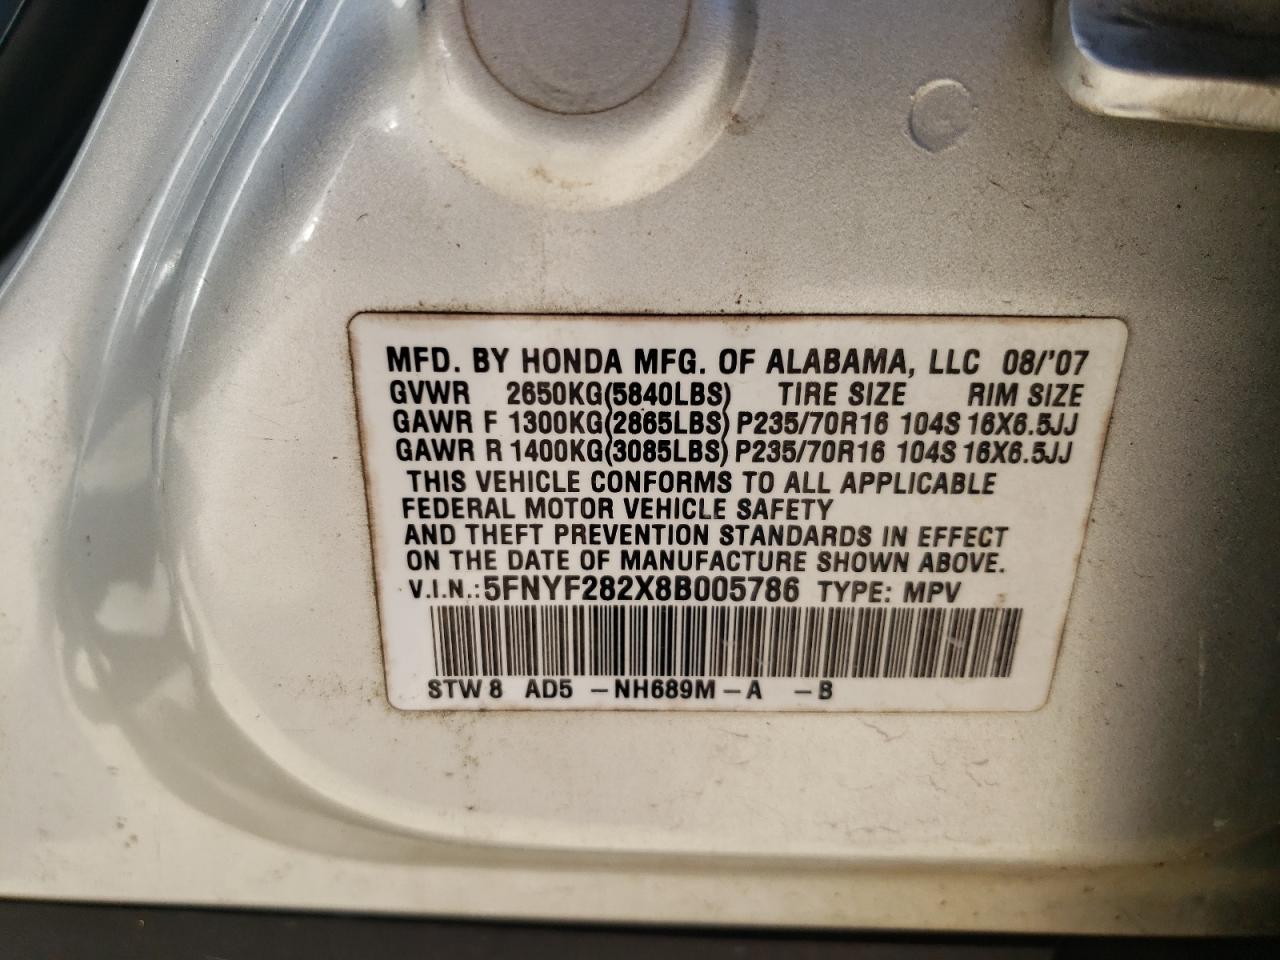 MFD. BY HONDA MFG. OF ALABAMA, LLC 08/'07
GVWR 2650KG(5840LBS) TIRE SIZE RIM SIZE
GAWR F 1300KG(2865LBS) P235/70R16 104S 16X6.5JJ
GAWR R 1400KG(3085LBS) P235/70R16 104S 16X6.5JJ
THIS VEHICLE CONFORMS TO ALL APPLICABLE
FEDERAL MOTOR VEHICLE SAFETY
AND THEFT PREVENTION STANDARDS IN EFFECT
ON THE DATE OF MANUFACTURE SHOWN ABOVE.
V.I.N.: 5FNYF282X8B005786 TYPE: MPV
STW 8 AD5 -NH689M-A -B